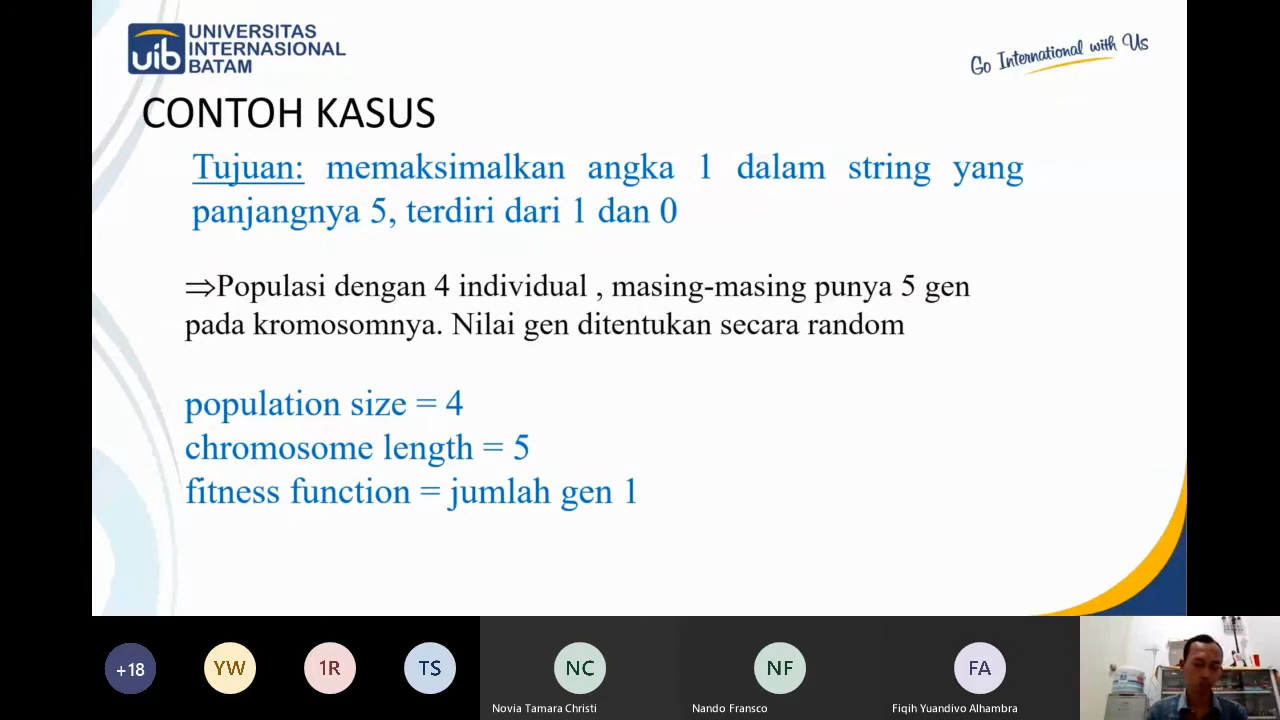 uib
UNIVERSITAS
INTERNASIONAL
BATAM
Go International with Us
CONTOH KASUS
Tujuan: memaksimalkan angka 1 dalam string yang
panjangnya 5, terdiri dari 1 dan 0
⇒Populasi dengan 4 individual , masing-masing punya 5 gen
pada kromosomnya. Nilai gen ditentukan secara random
population size = 4
chromosome length = 5
fitness function = jumlah gen 1
+18
YW
1R
TS
NC
NF
FA
Novia Tamara Christi
Nando Fransco
Fiqih Yuandivo Alhambra